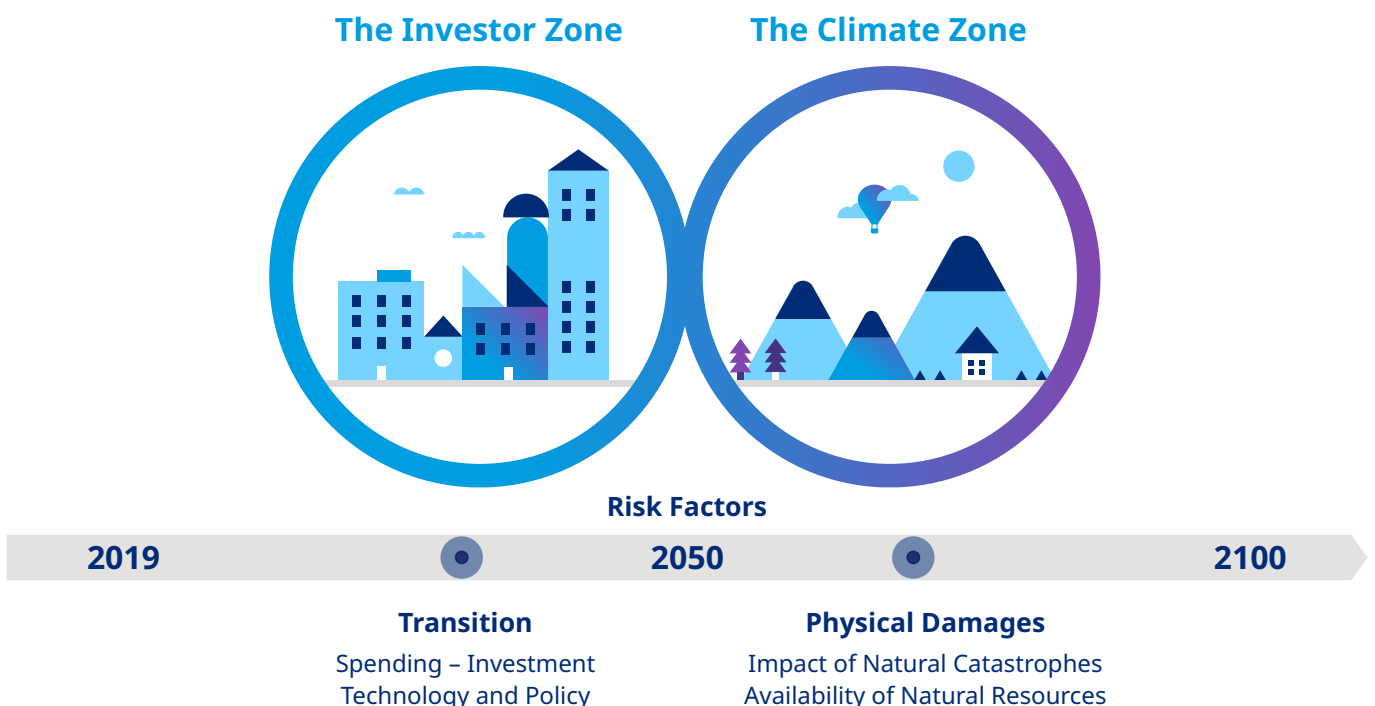 The Investor Zone
The Climate Zone
Risk Factors
2019
2050
2100
Transition
Spending – Investment
Technology and Policy
Physical Damages
Impact of Natural Catastrophes
Availability of Natural Resources